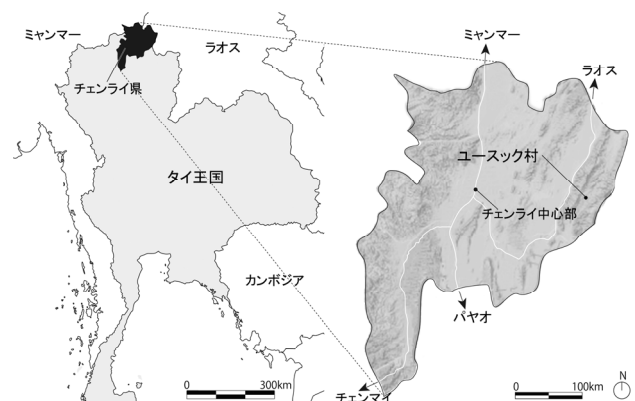 ミャンマー
ラオス
チェンライ県
タイ王国
カンボジア
0 300km
ミャンマー
ラオス
ユースック村
チェンライ中心部
パヤオ
チェンマイ
0 100km
N